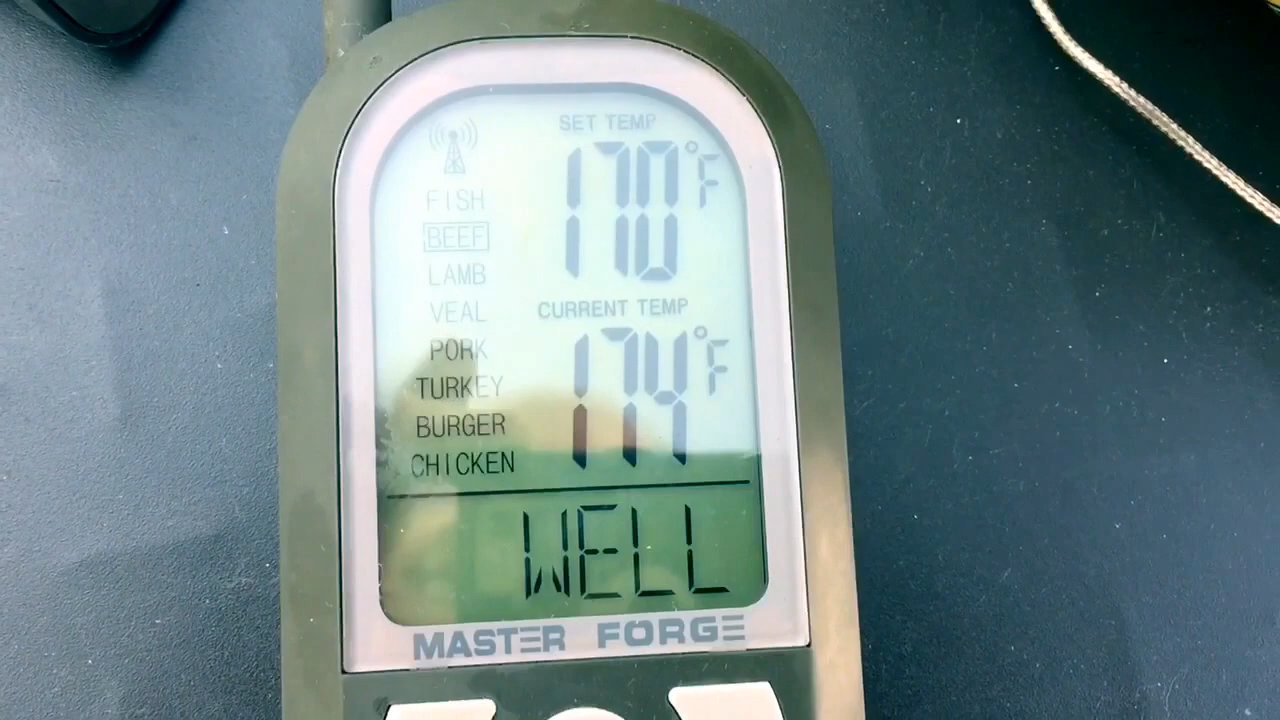 SET TEMP
170°F
FISH
BEEF
LAMB
VEAL
PORK
TURKEY
BURGER
CHICKEN
CURRENT TEMP
174°F
WELL
MASTER FORGE